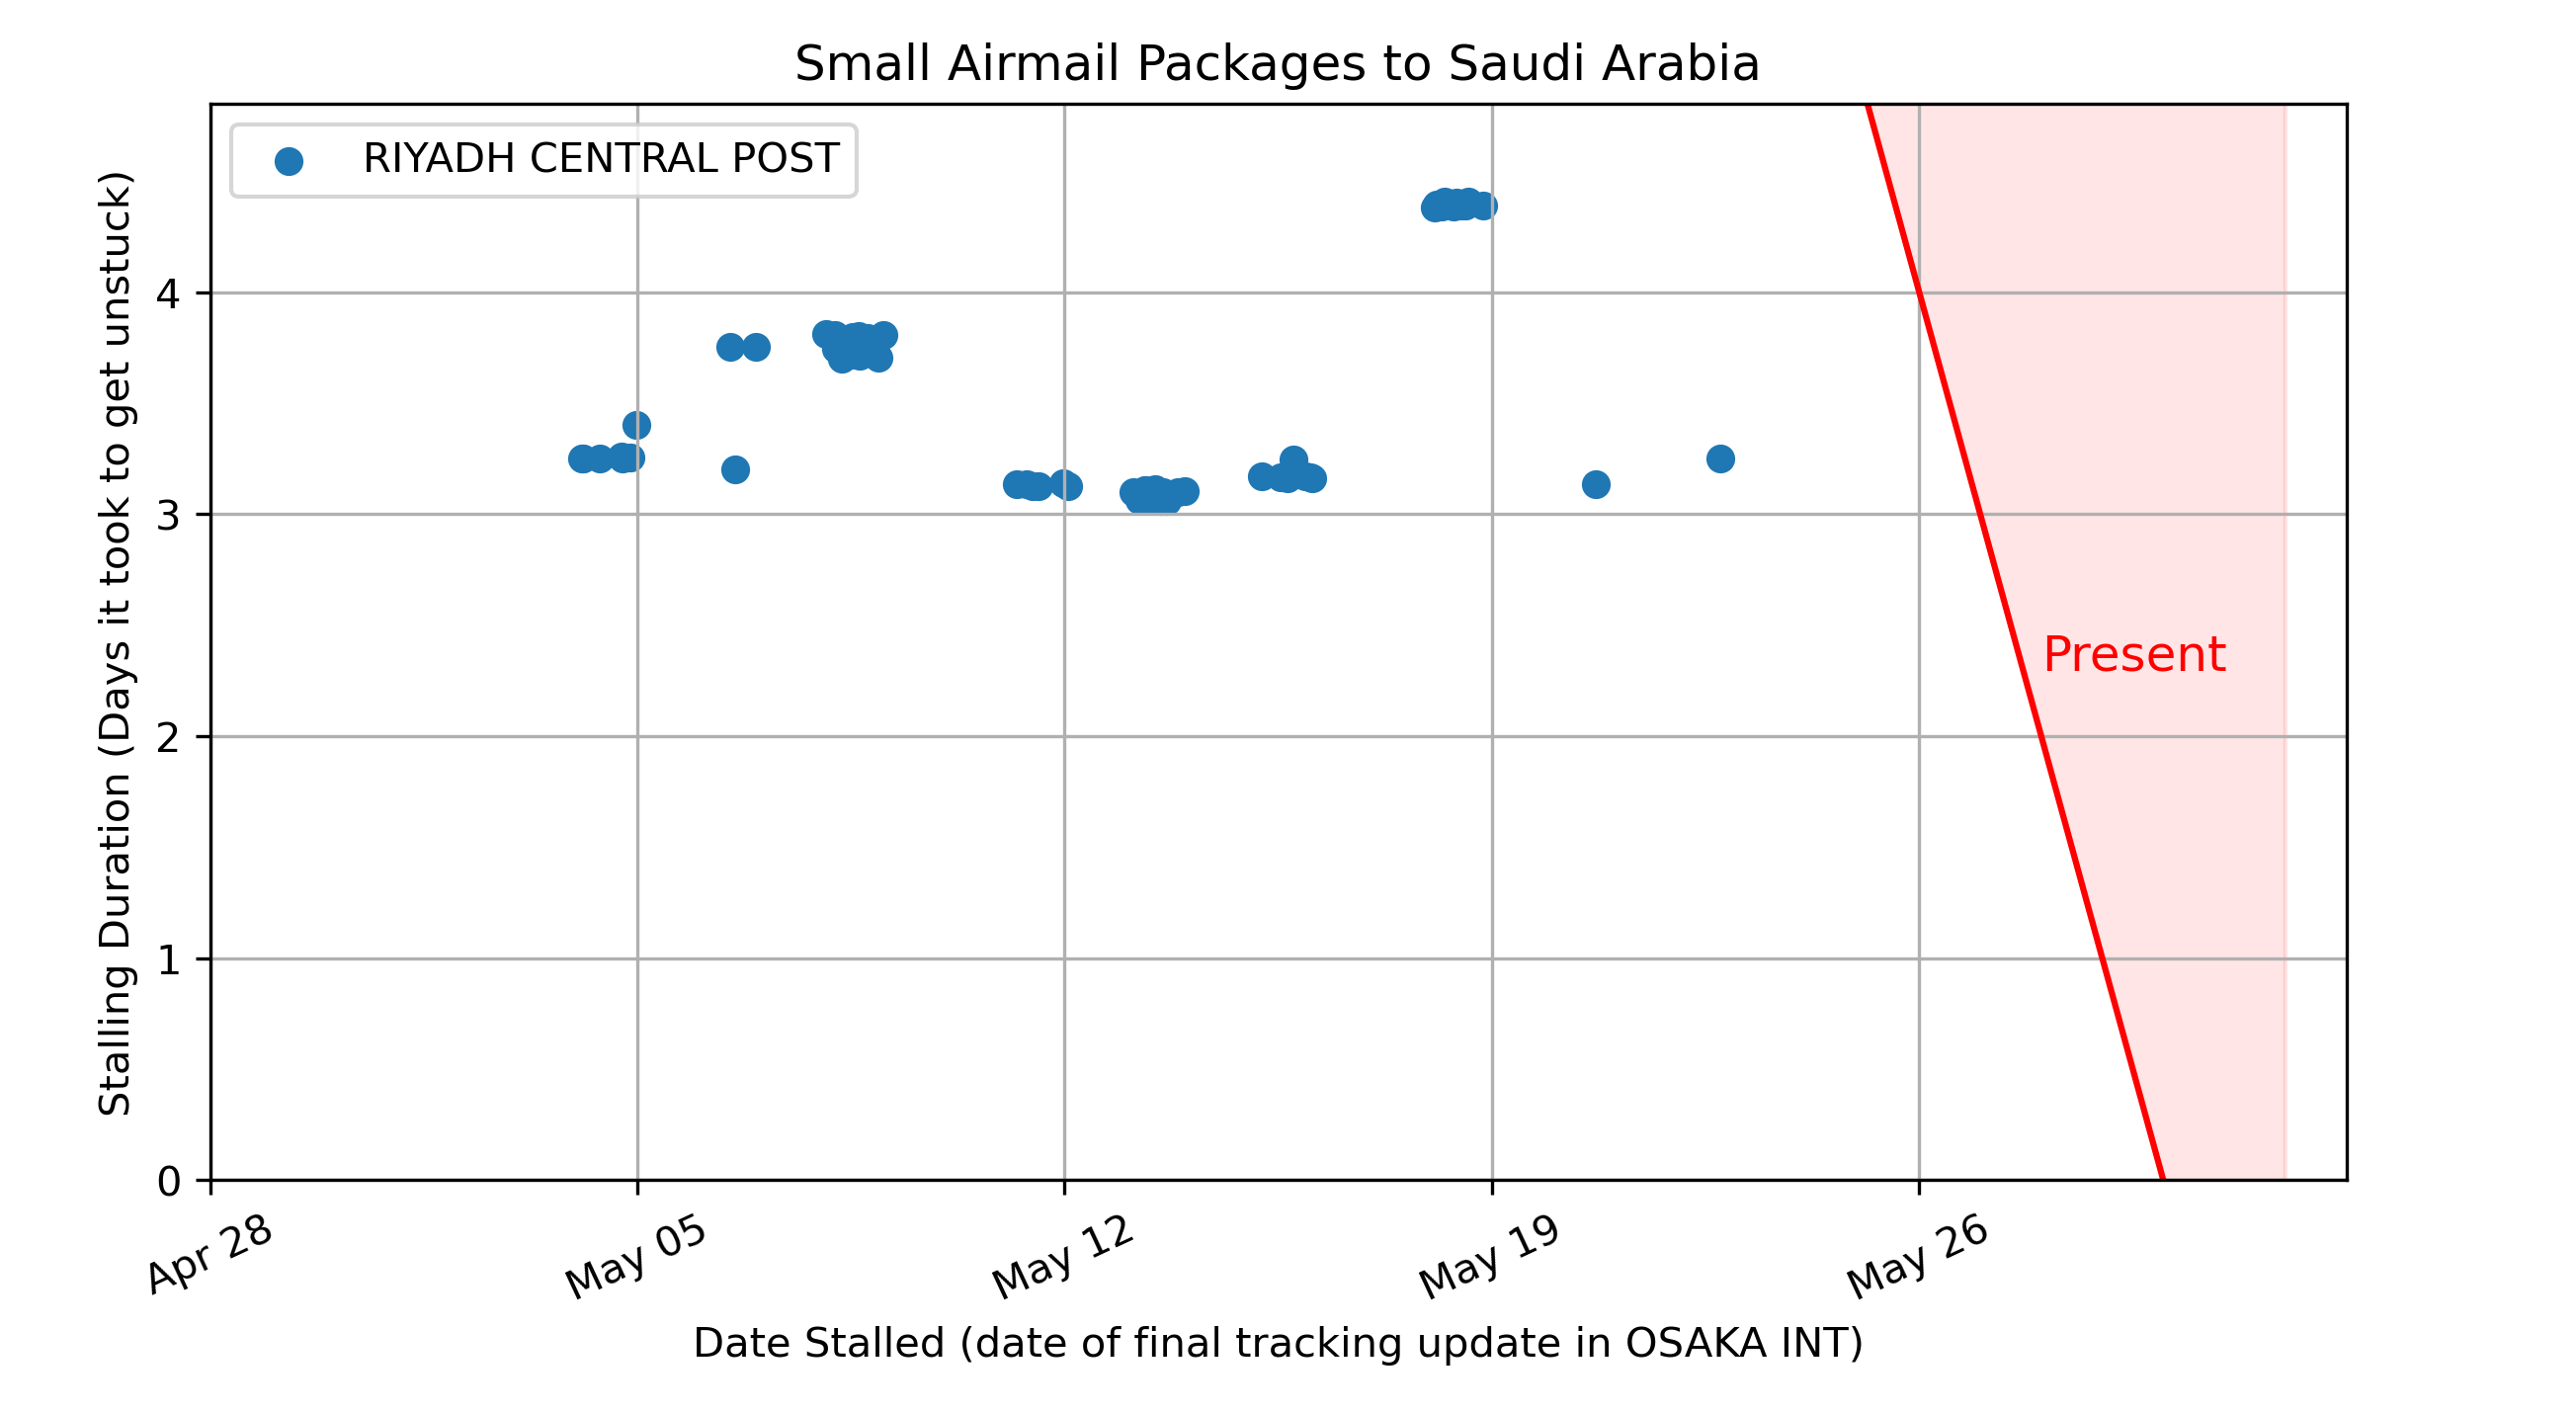 Small Airmail Packages to Saudi Arabia
RIYADH CENTRAL POST
Stalling Duration (Days it took to get unstuck)
4
3
2
1
0
Present
Apr 28
May 05
May 12
May 19
May 26
Date Stalled (date of final tracking update in OSAKA INT)